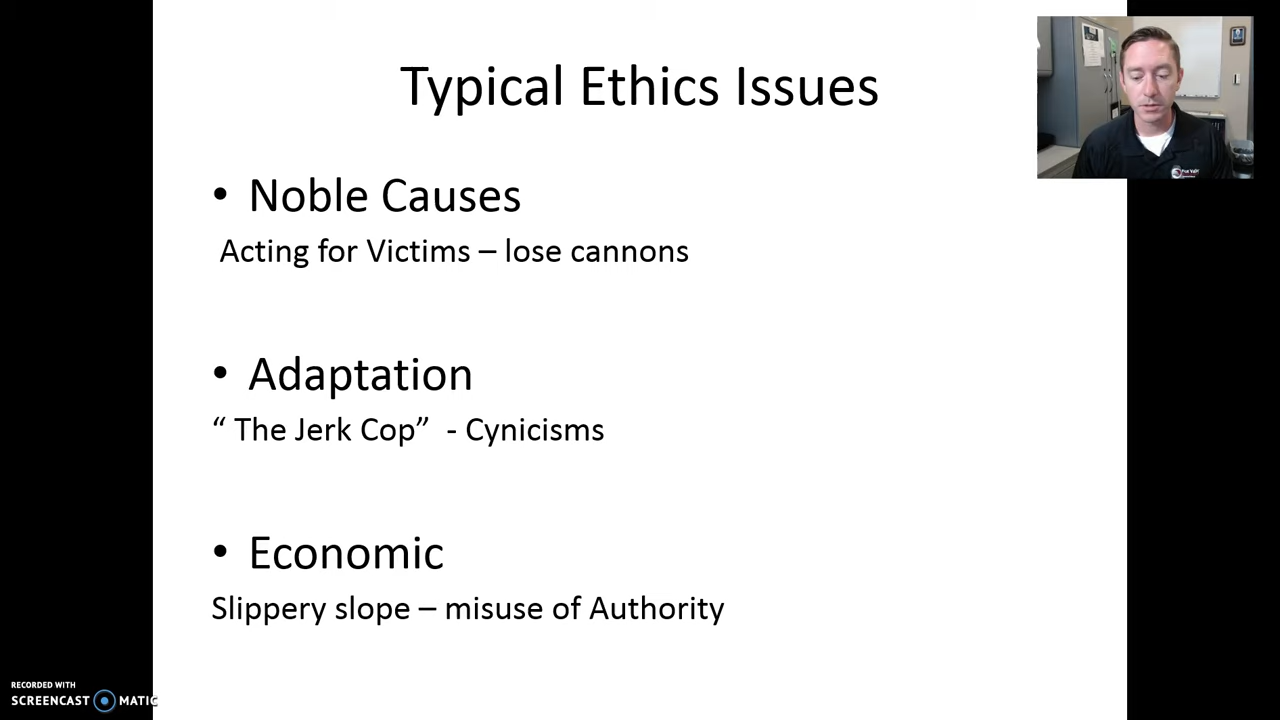 Typical Ethics Issues
• Noble Causes
Acting for Victims – lose cannons
• Adaptation
“ The Jerk Cop” - Cynicisms
• Economic
Slippery slope – misuse of Authority
RECORDED WITH
SCREENCAST MATIC